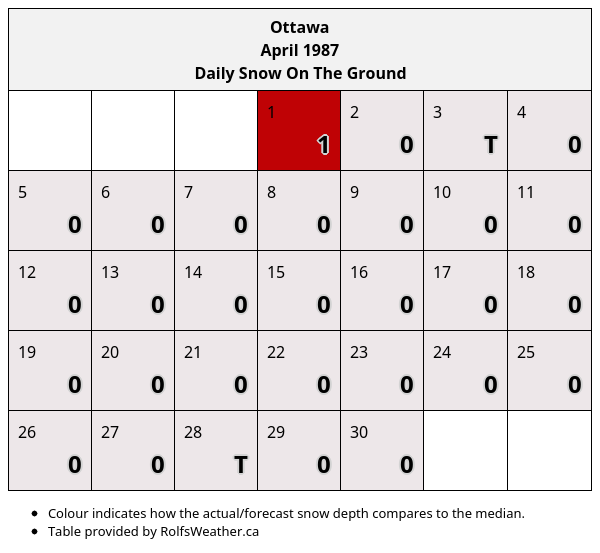 Ottawa
April 1987
Daily Snow On The Ground
1 2 3 4
1 0 T 0
5 6 7 8 9 10 11
0 0 0 0 0 0 0
12 13 14 15 16 17 18
0 0 0 0 0 0 0
19 20 21 22 23 24 25
0 0 0 0 0 0 0
26 27 28 29 30
0 0 T 0 0
• Colour indicates how the actual/forecast snow depth compares to the median.
• Table provided by RolfsWeather.ca